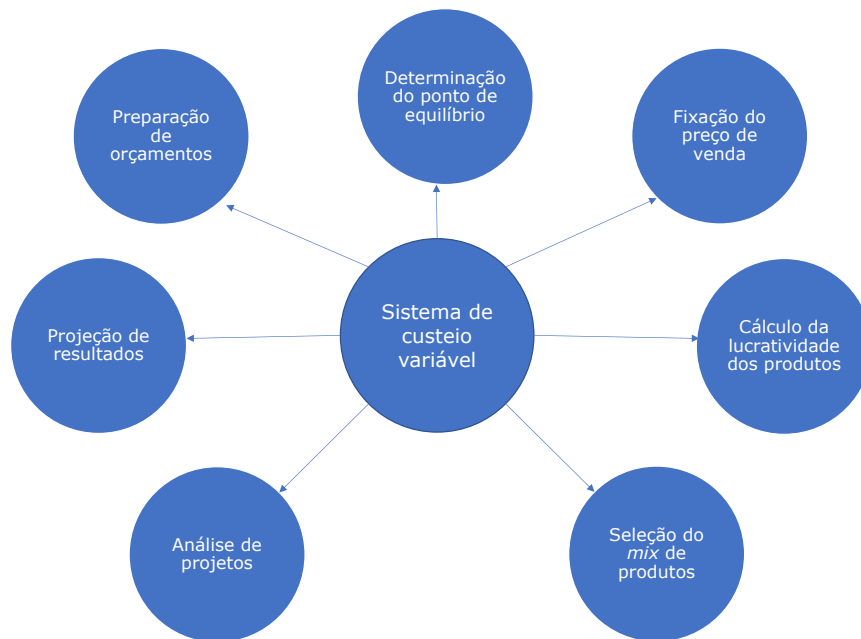 Determinação
do ponto de
equilíbrio
Preparação
de
orçamentos
Fixação do
preço de
venda
Sistema de
custeio
variável
Projeção de
resultados
Cálculo da
lucratividade
dos produtos
Análise de
projetos
Seleção do
mix de
produtos